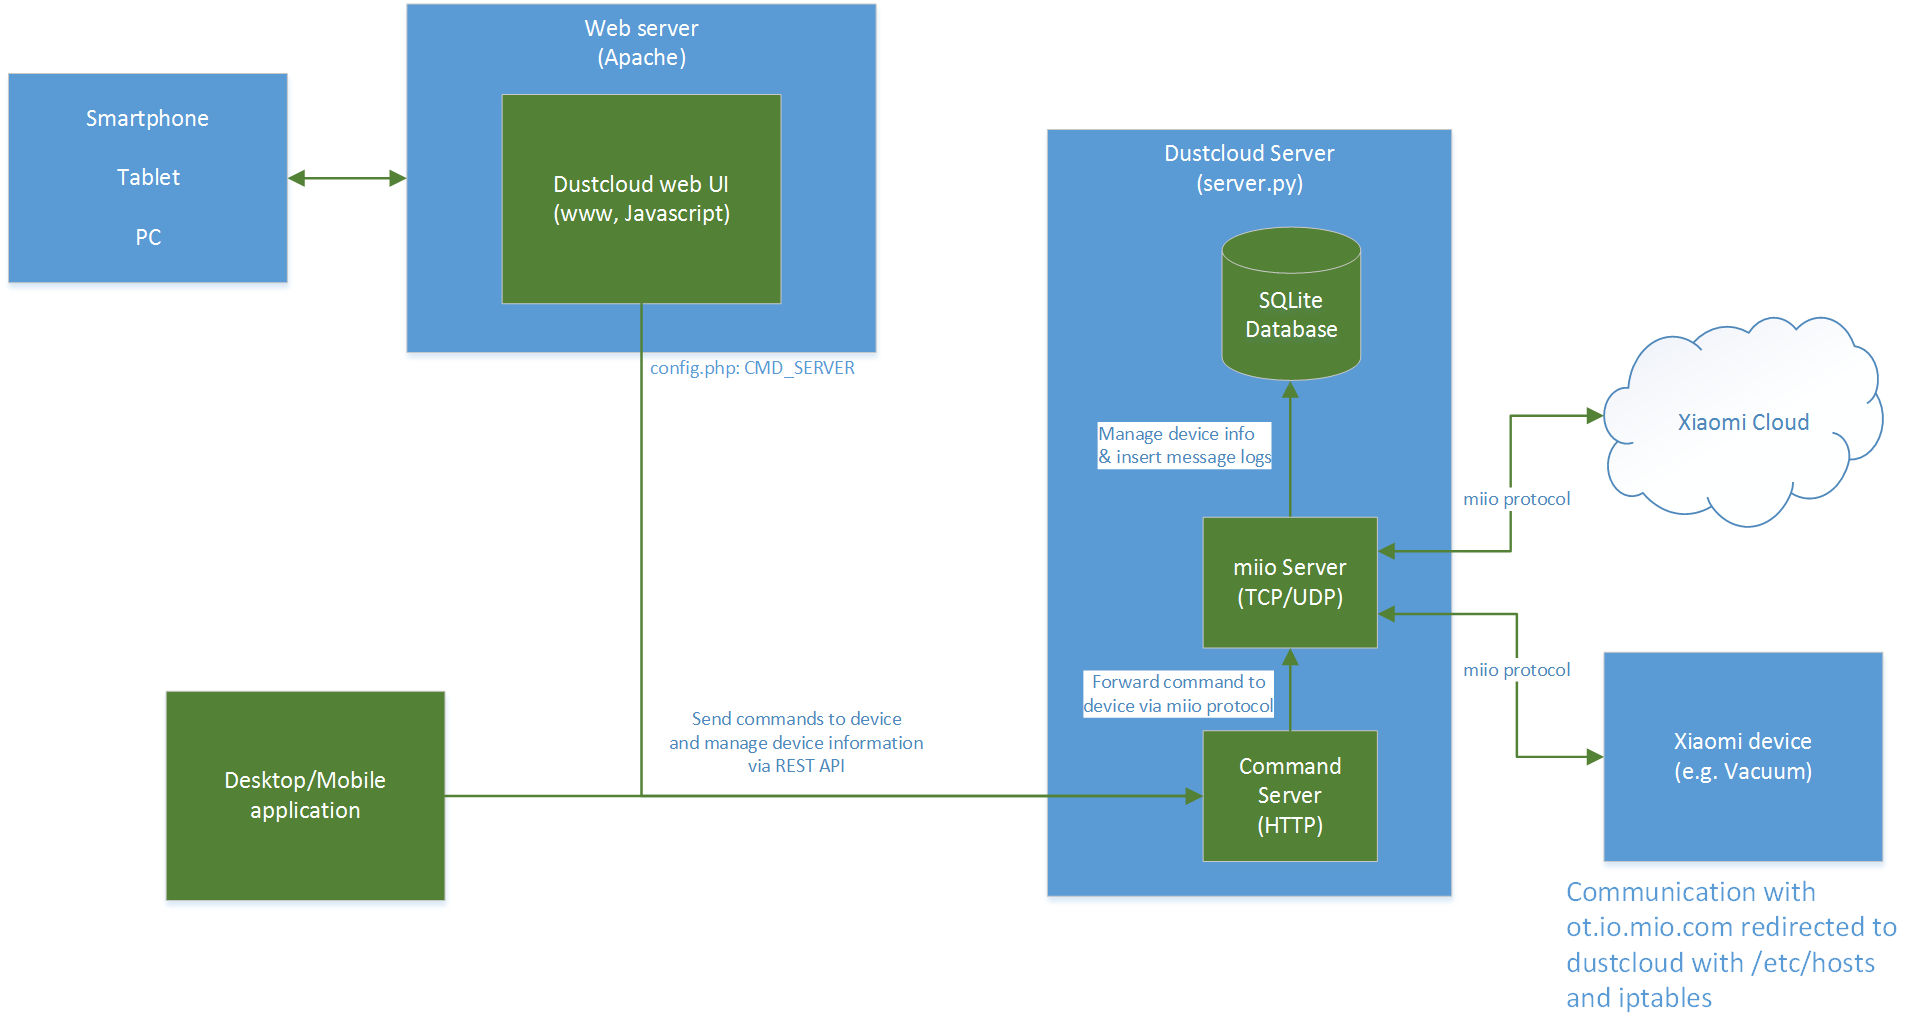 Web server
(Apache)
Smartphone
Tablet
PC
Dustcloud web UI
(www, Javascript)
config.php: CMD_SERVER
Dustcloud Server
(server.py)
SQLite
Database
Manage device info
& insert message logs
Xiaomi Cloud
miio protocol
miio Server
(TCP/UDP)
miio protocol
Forward command to
device via miio protocol
Send commands to device
and manage device information
via REST API
Desktop/Mobile
application
Command
Server
(HTTP)
Xiaomi device
(e.g. Vacuum)
Communication with
ot.io.mio.com redirected to
dustcloud with /etc/hosts
and iptables